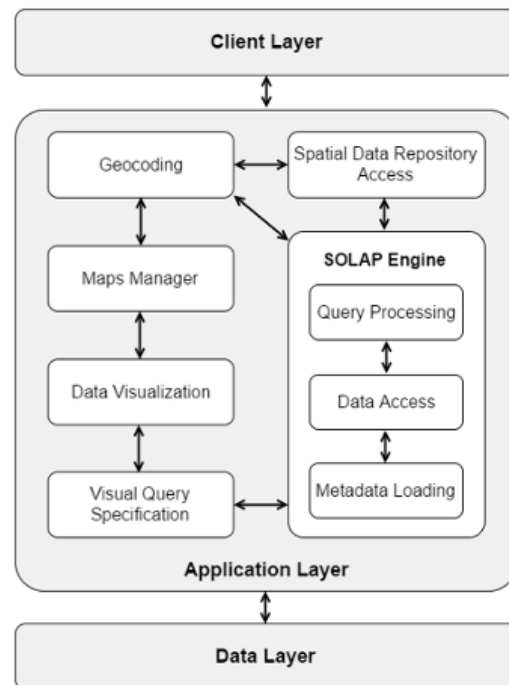 Client Layer
Geocoding
Spatial Data Repository
Access
Maps Manager
SOLAP Engine
Query Processing
Data Visualization
Data Access
Visual Query
Specification
Metadata Loading
Application Layer
Data Layer